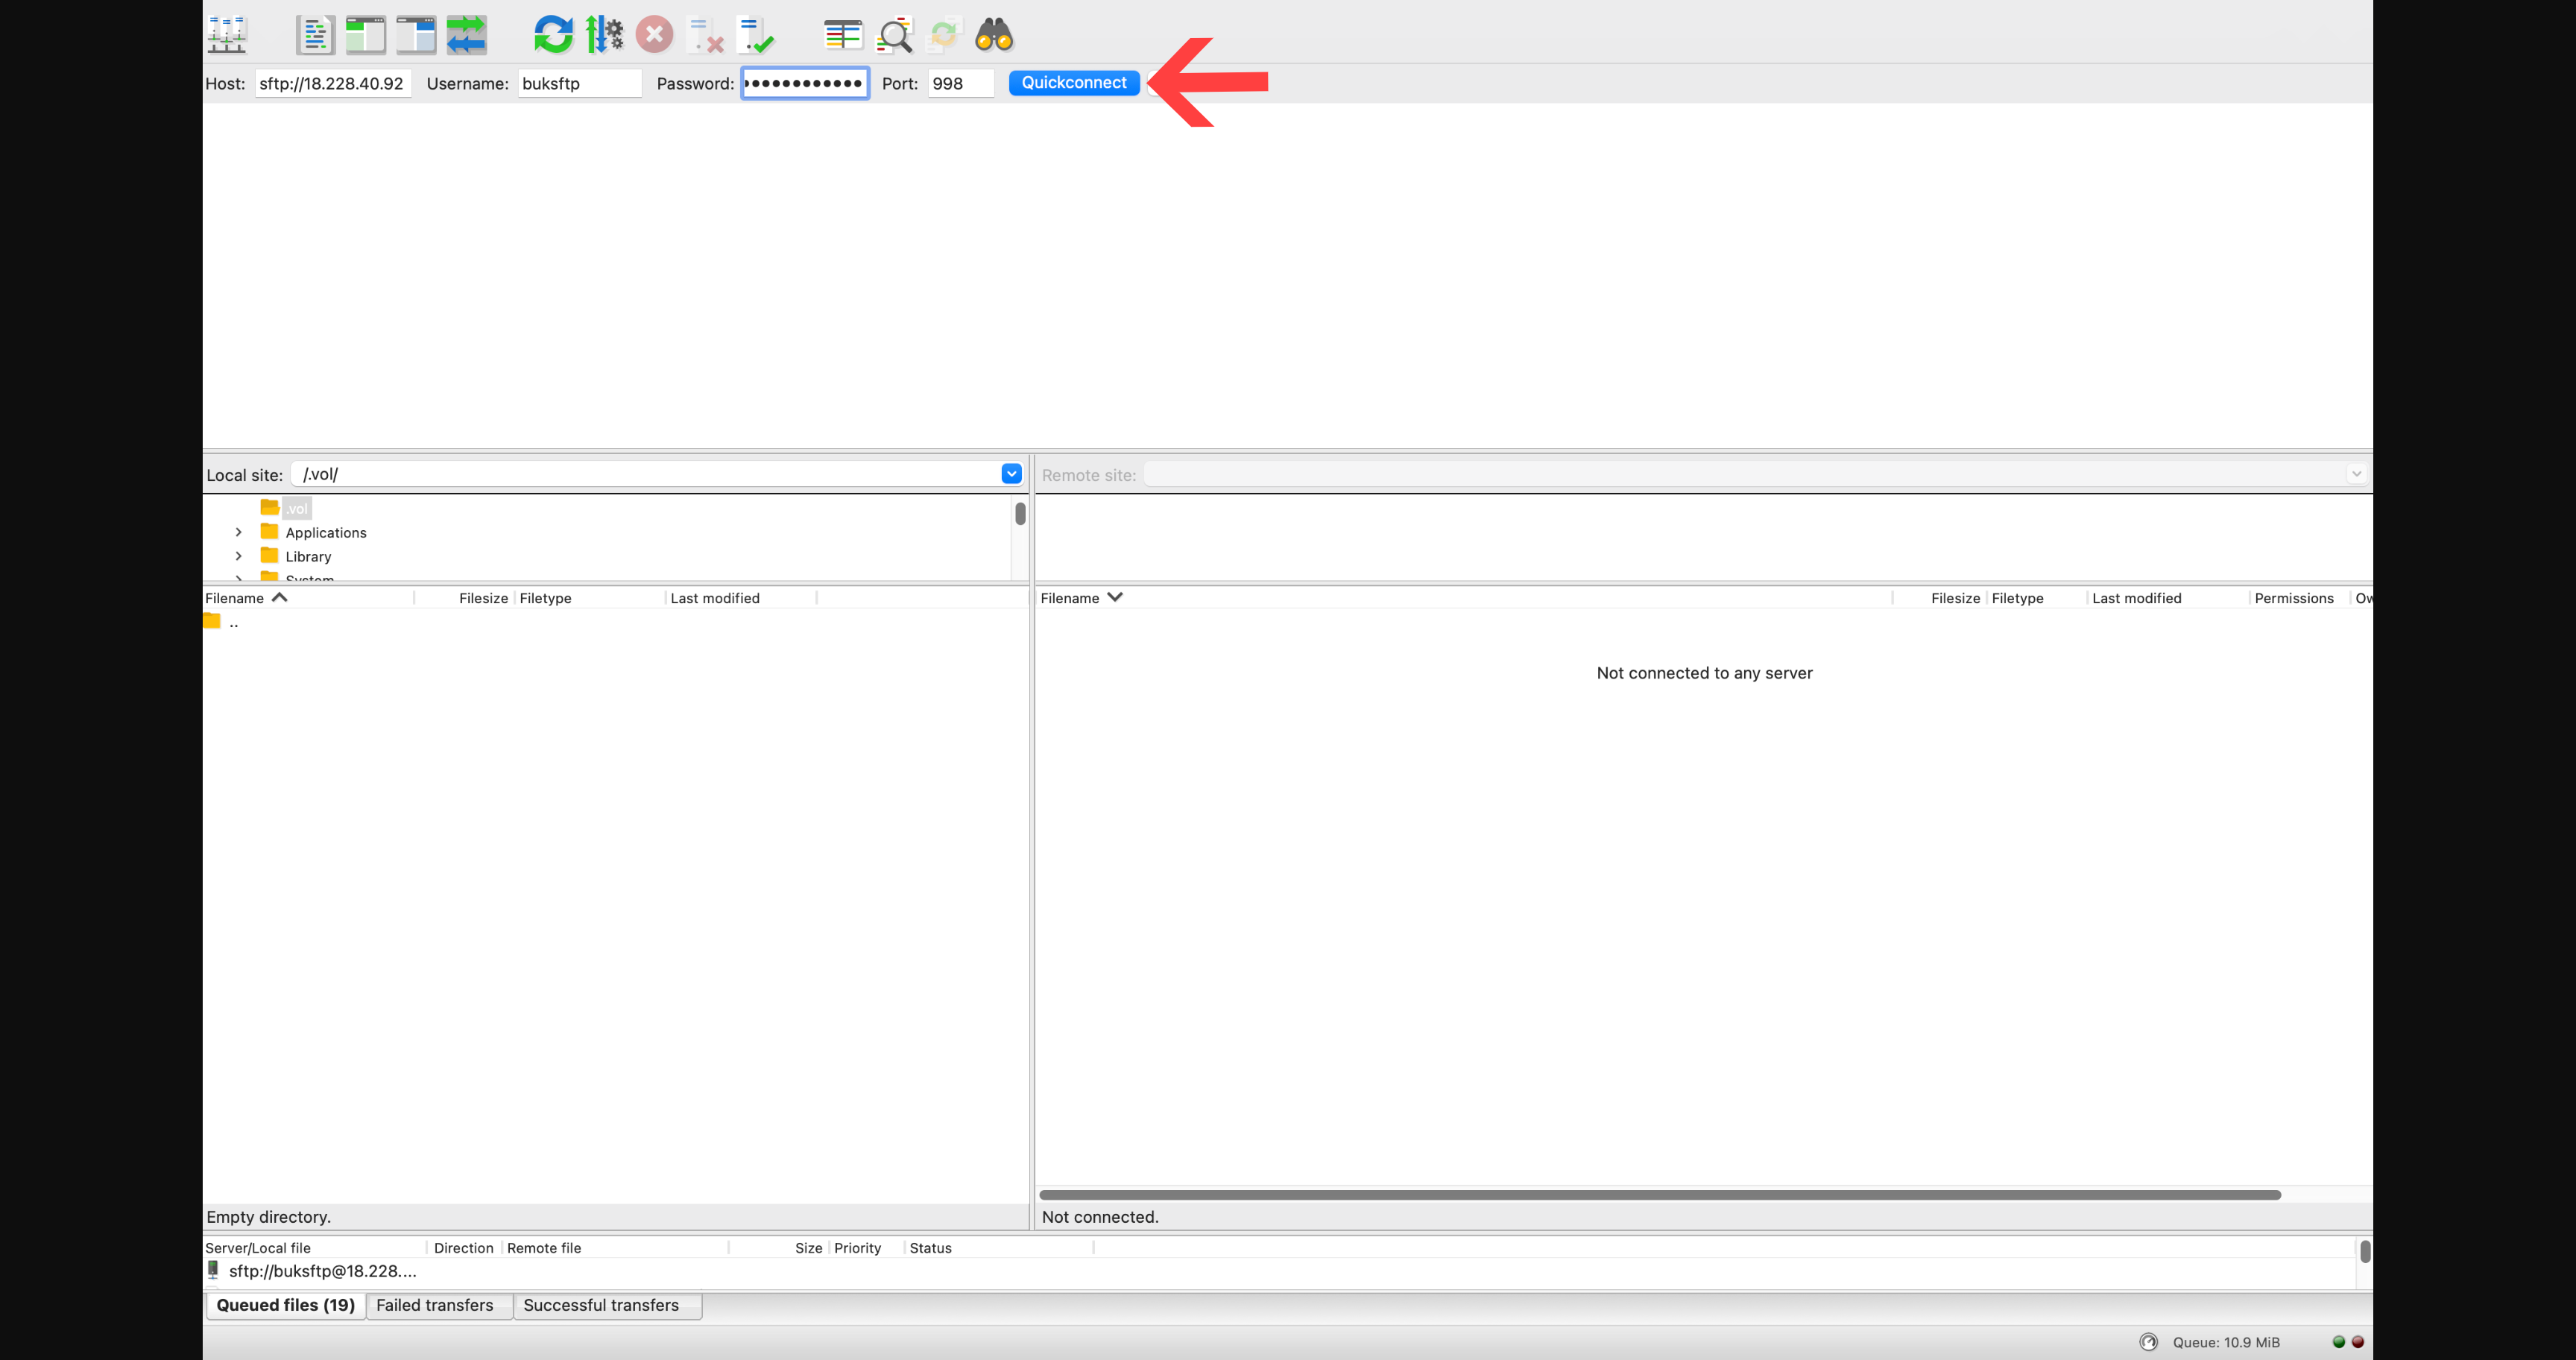 Host: sftp://18.228.40.92 Username: buksftp Password: ●●●●●●●●●●●● Port: 998 Quickconnect
Local site: /.vol/
.vol
Applications
Library
System
Filename Filesize Filetype Last modified
..
Empty directory.
Remote site:
Filename Filesize Filetype Last modified Permissions Ow
Not connected to any server
Not connected.
Server/Local file Direction Remote file Size Priority Status
sftp://buksftp@18.228....
Queued files (19) Failed transfers Successful transfers
Queue: 10.9 MiB